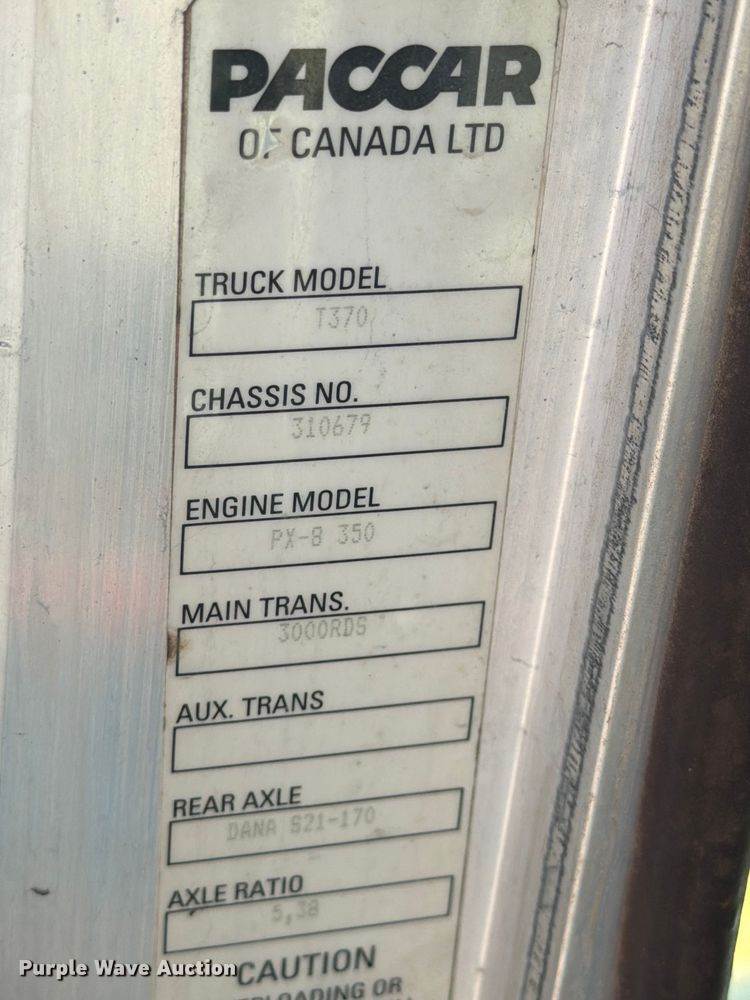 PACCAR
OF CANADA LTD
TRUCK MODEL
T370
CHASSIS NO.
310679
ENGINE MODEL
PX-8 350
MAIN TRANS.
3000RDS
AUX. TRANS
REAR AXLE
DANA S21-170
AXLE RATIO
5,38
CAUTION
OR
Purple Wave Auction